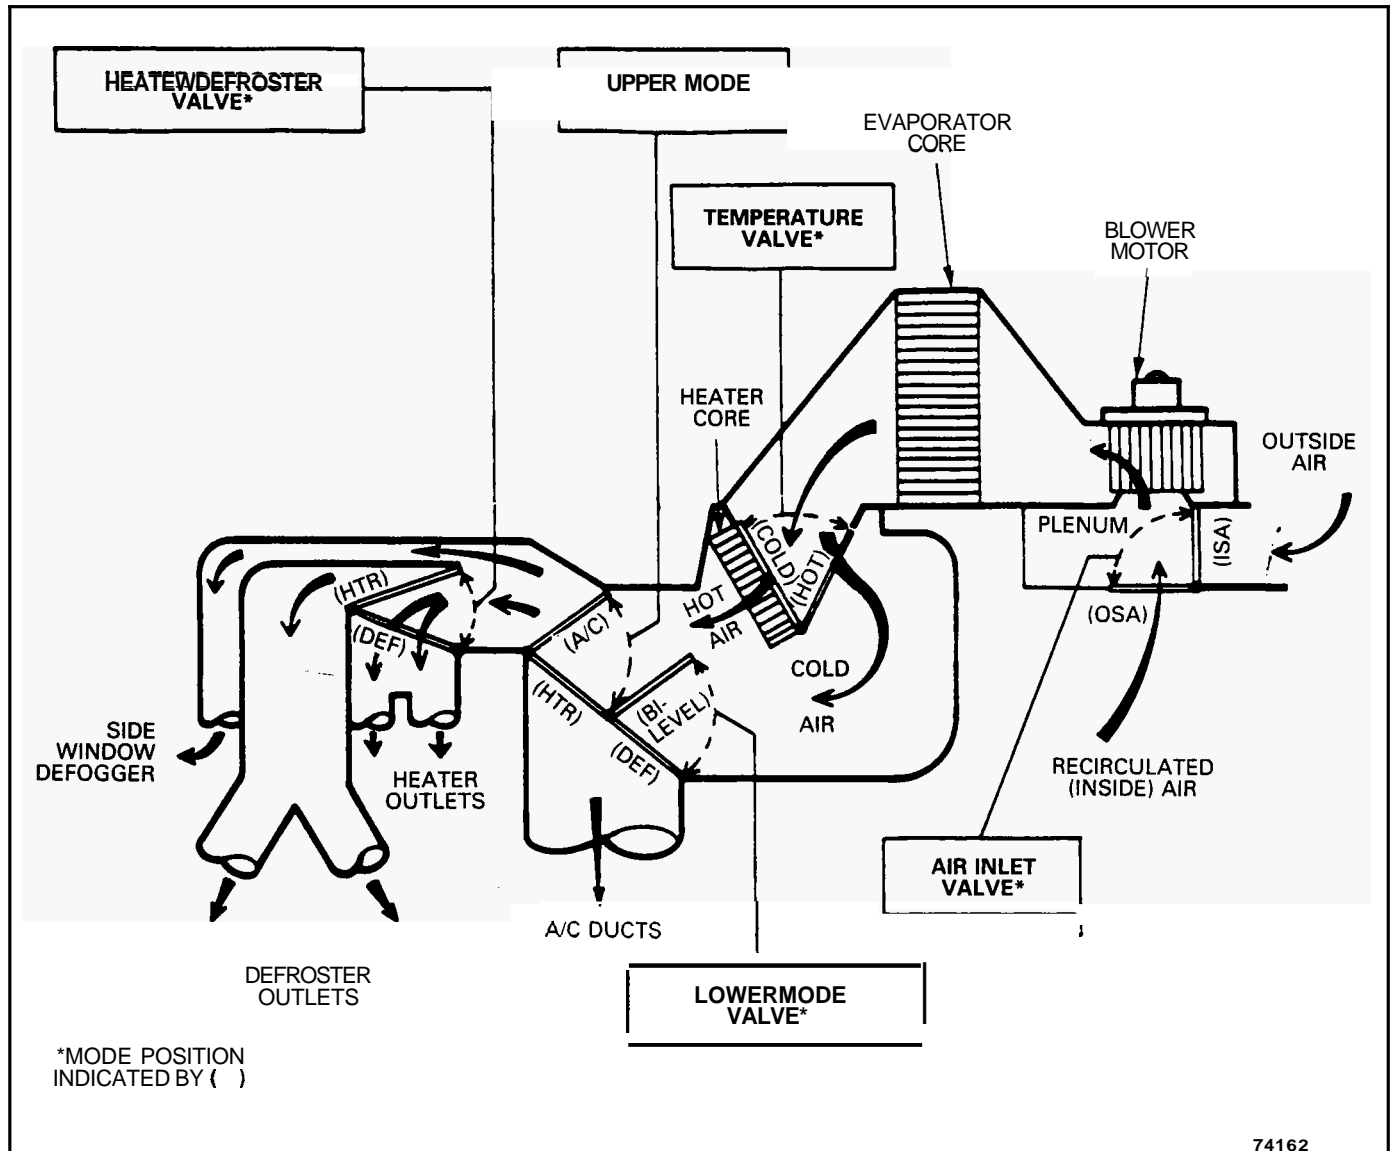 HEATEWDEFROSTER
VALVE*
UPPER MODE
EVAPORATOR
CORE
TEMPERATURE
VALVE*
BLOWER
MOTOR
HEATER
CORE
OUTSIDE
AIR
PLENUM
(ISA)
(COLD)
(HOT)
(HTR)
(DEF)
HOT
AIR
(A/C)
(OSA)
COLD
AIR
(HTR)
(BI-
LEVEL)
(DEF)
SIDE
WINDOW
DEFOGGER
HEATER
OUTLETS
RECIRCULATED
(INSIDE) AIR
AIR INLET
VALVE*
A/C DUCTS
DEFROSTER
OUTLETS
LOWERMODE
VALVE*
*MODE POSITION
INDICATED BY ( )
74162